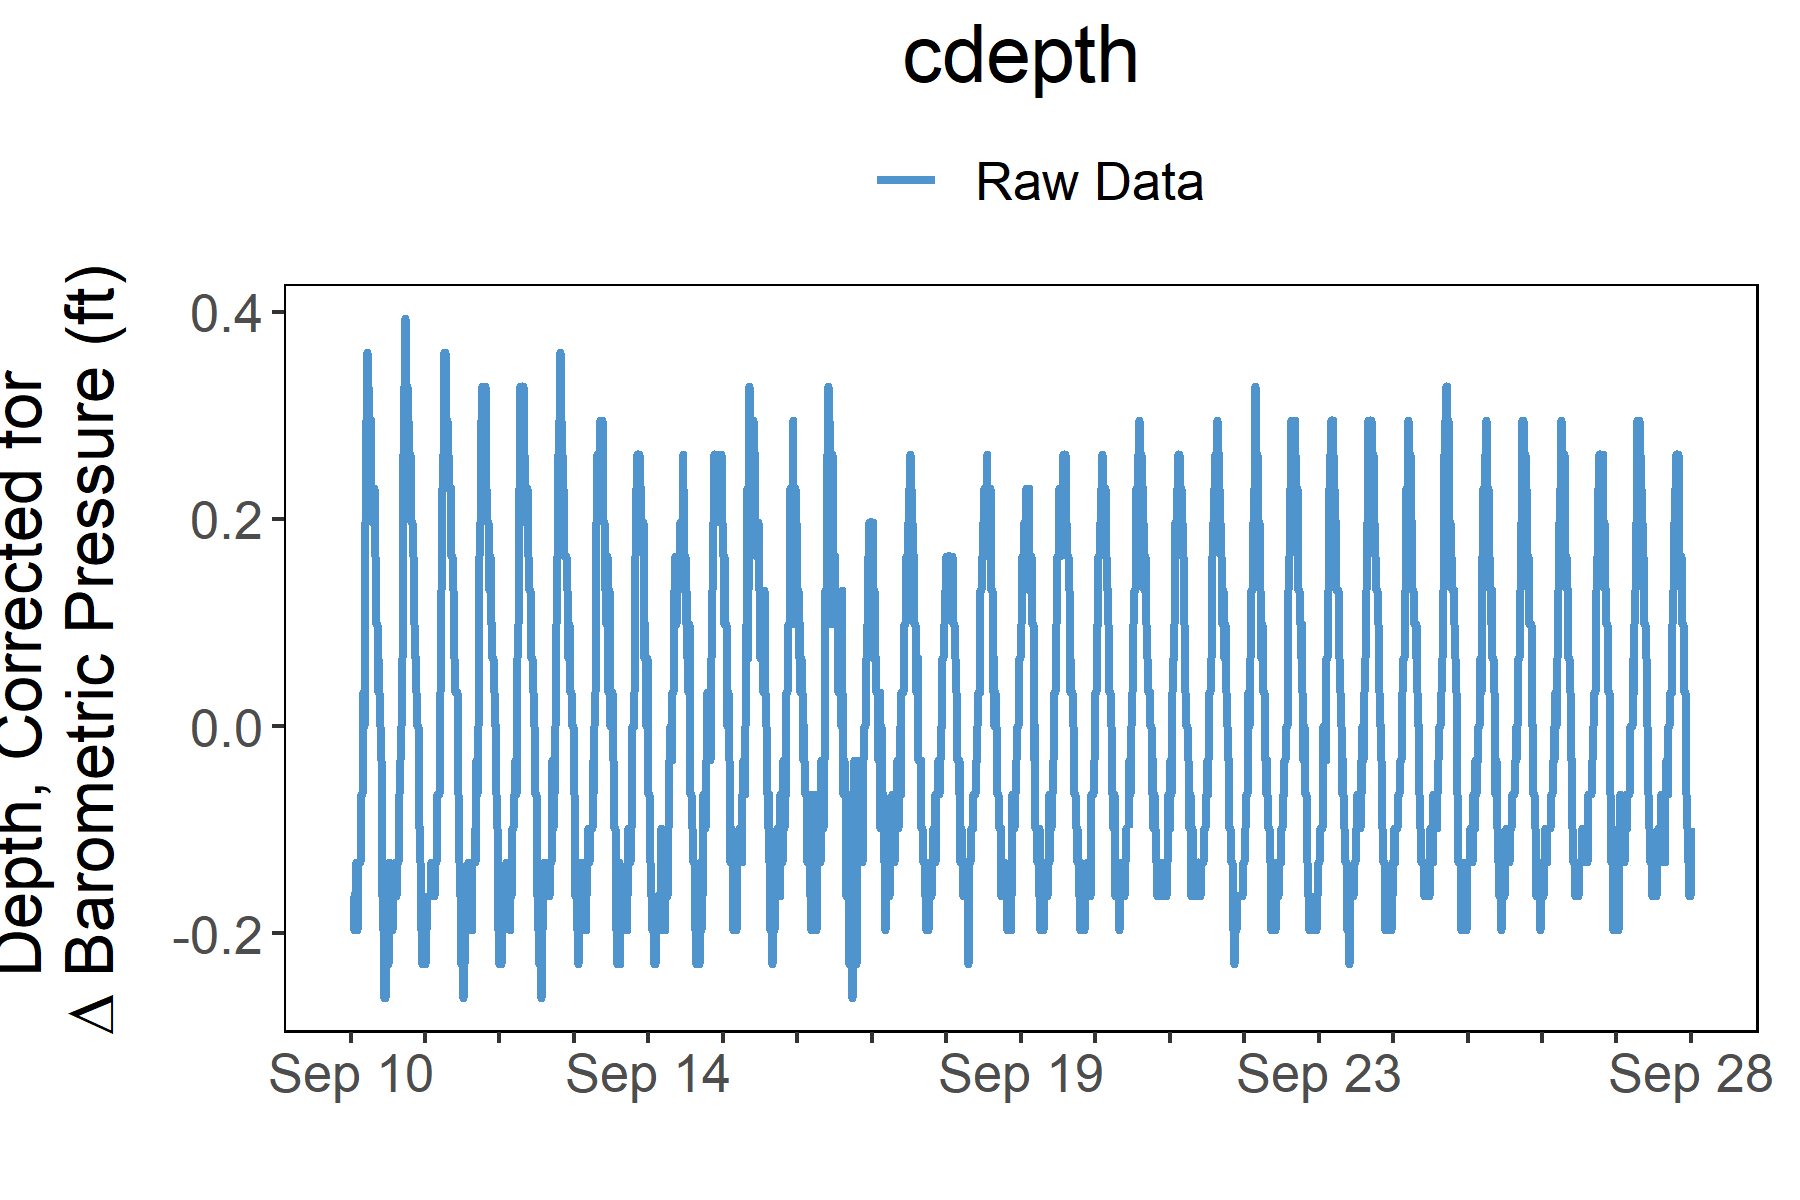 cdepth
Raw Data
Depth, Corrected for
Δ Barometric Pressure (ft)
0.4
0.2
0.0
-0.2
Sep 10 Sep 14 Sep 19 Sep 23 Sep 28